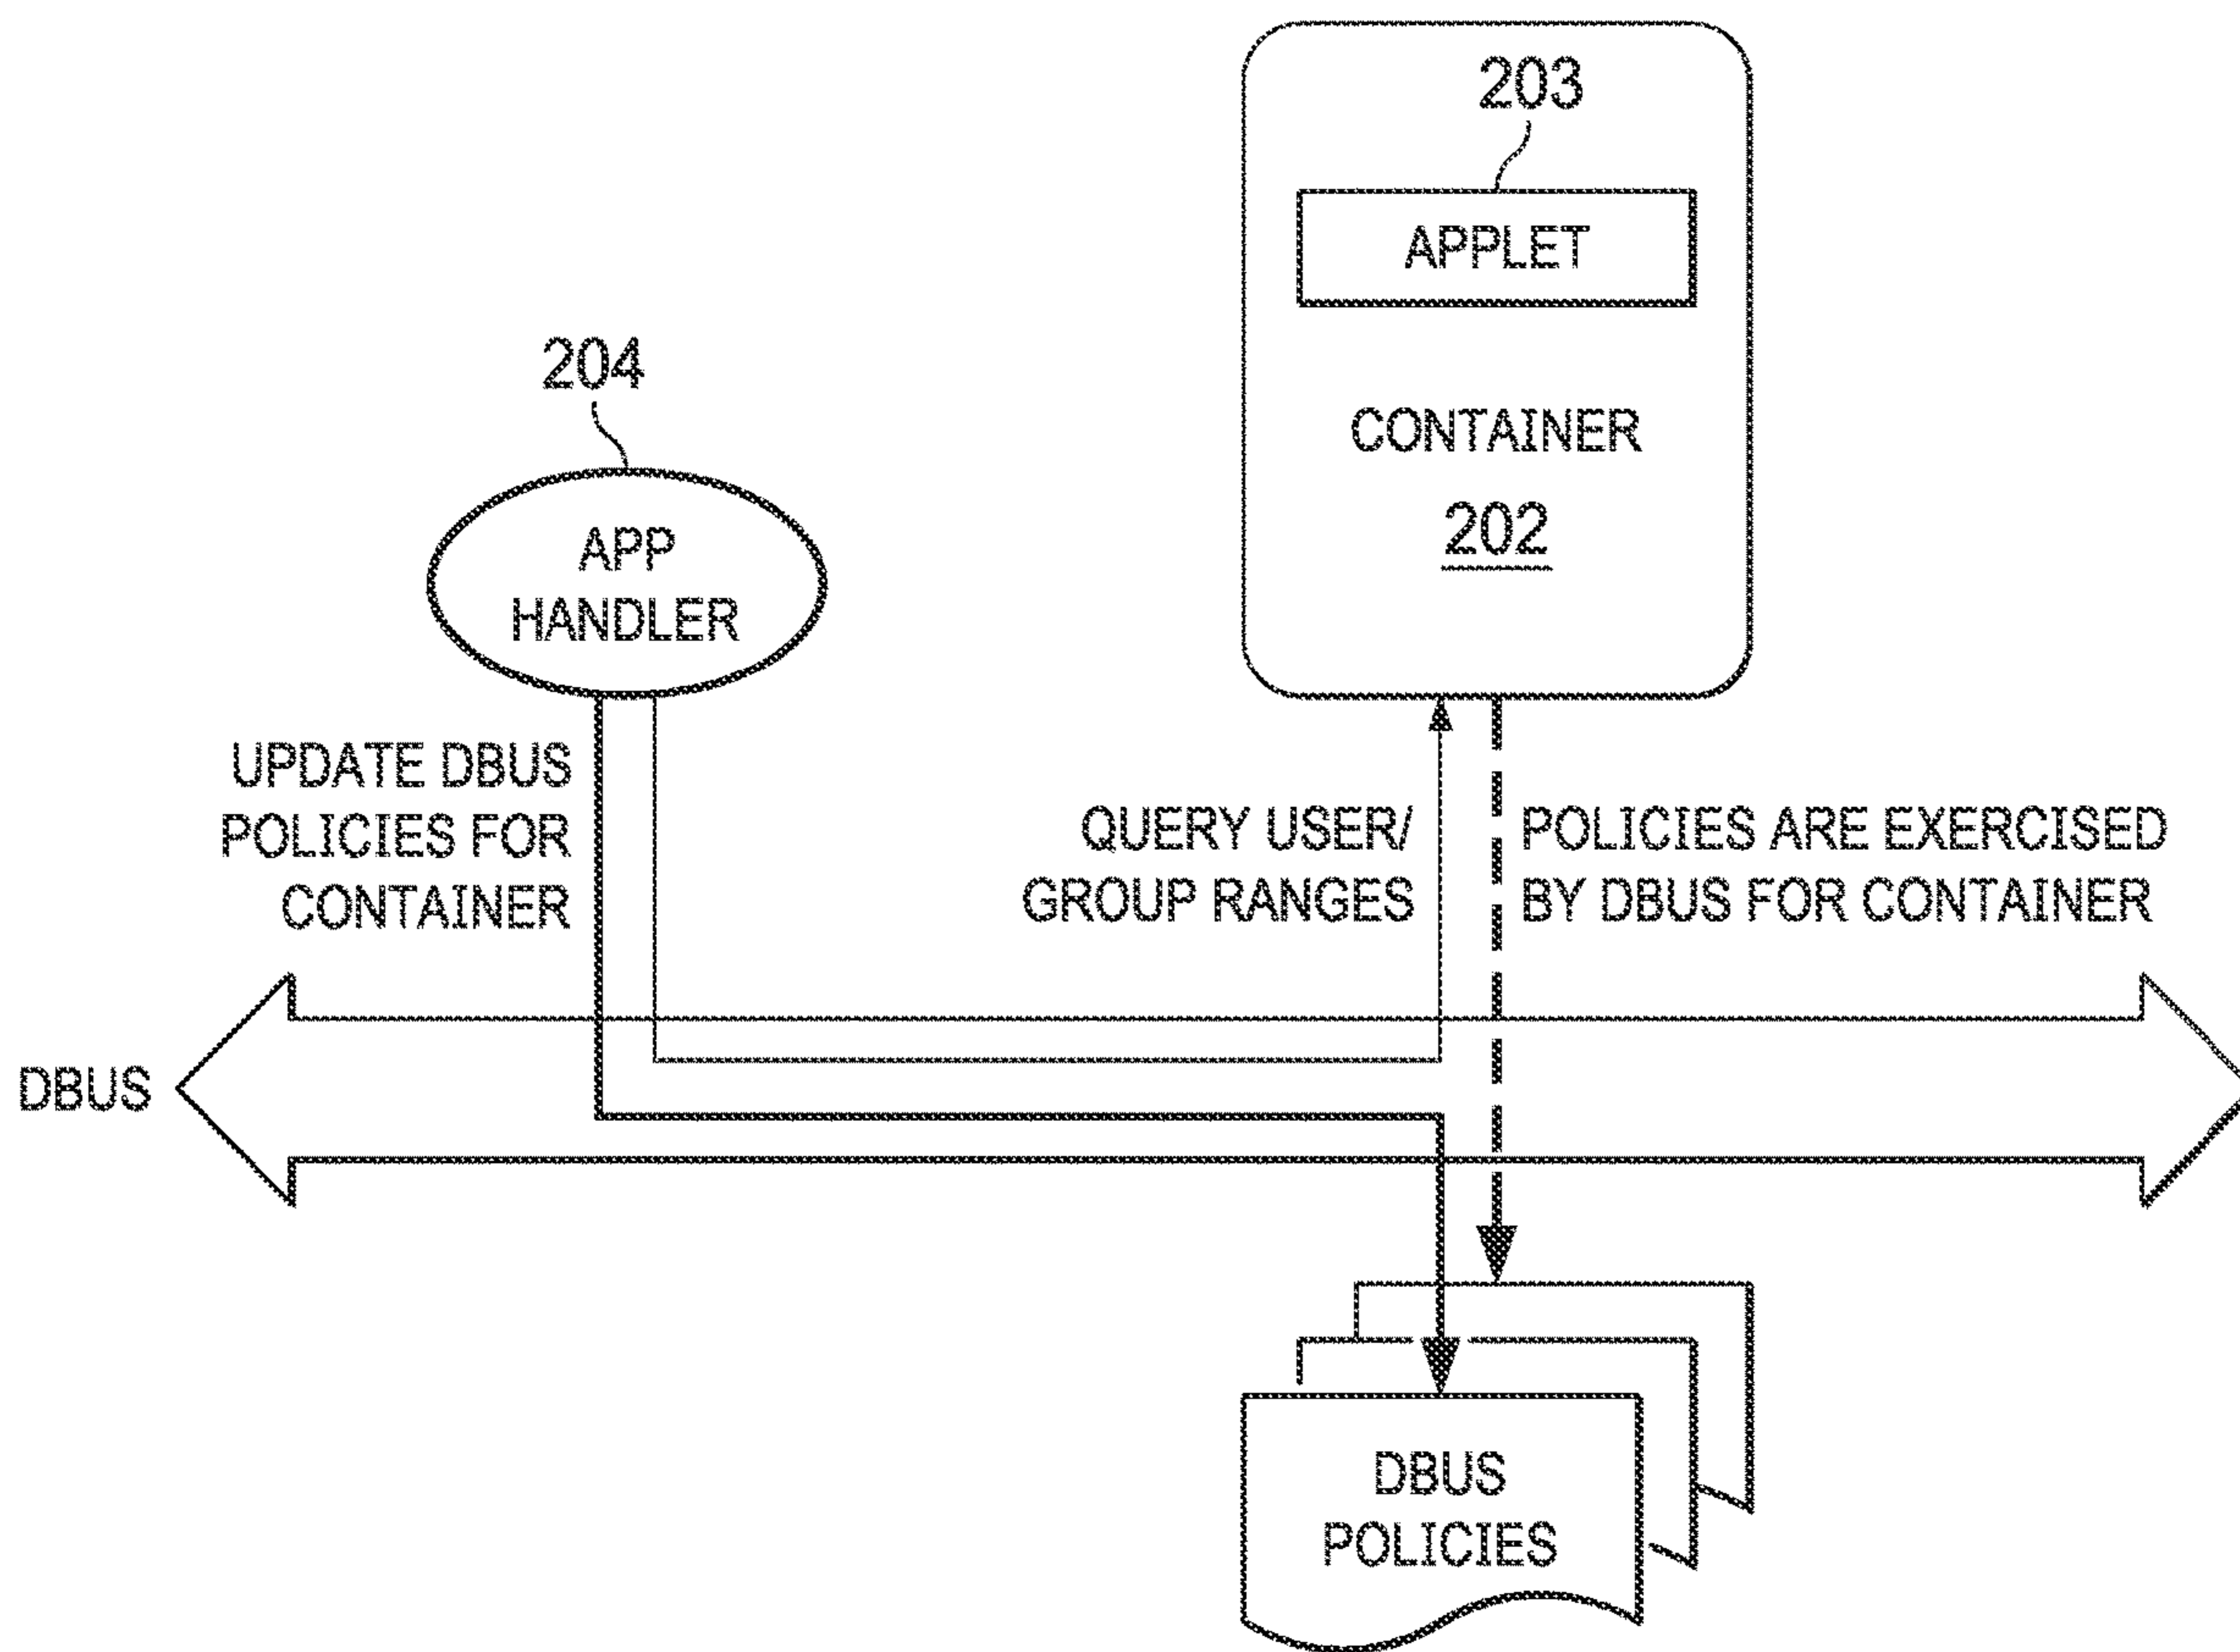 203
APPLET
CONTAINER
202
204
APP
HANDLER
UPDATE DBUS
POLICIES FOR
CONTAINER
QUERY USER/
GROUP RANGES
POLICIES ARE EXERCISED
BY DBUS FOR CONTAINER
DBUS
DBUS
POLICIES